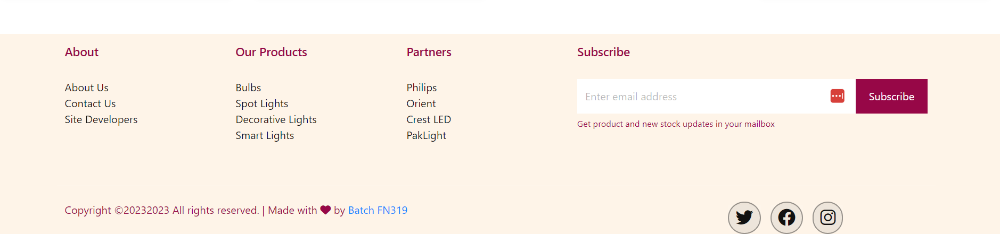 About
About Us
Contact Us
Site Developers
Our Products
Bulbs
Spot Lights
Decorative Lights
Smart Lights
Partners
Philips
Orient
Crest LED
PakLight
Subscribe
Enter email address
Subscribe
Get product and new stock updates in your mailbox
Copyright ©20232023 All rights reserved. | Made with ♥ by Batch FN319